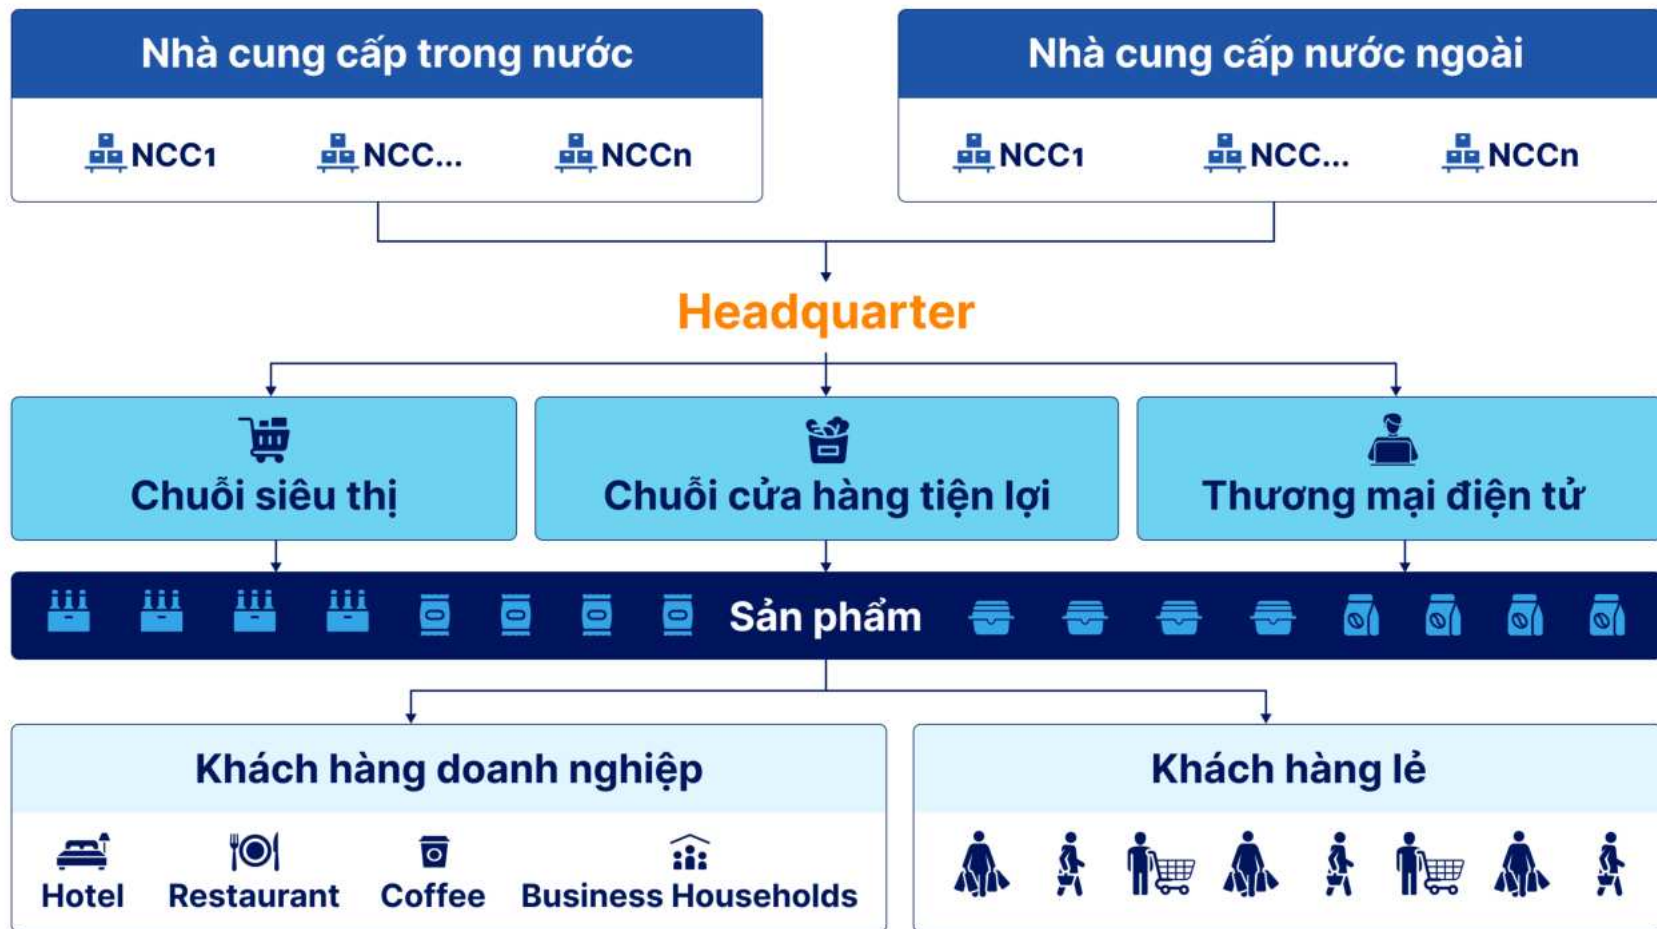 Nhà cung cấp trong nước
Nhà cung cấp nước ngoài
NCC1
NCC...
NCCn
NCC1
NCC...
NCCn
Headquarter
Chuỗi siêu thị
Chuỗi cửa hàng tiện lợi
Thương mại điện tử
Sản phẩm
Khách hàng doanh nghiệp
Khách hàng lẻ
Hotel
Restaurant
Coffee
Business Households